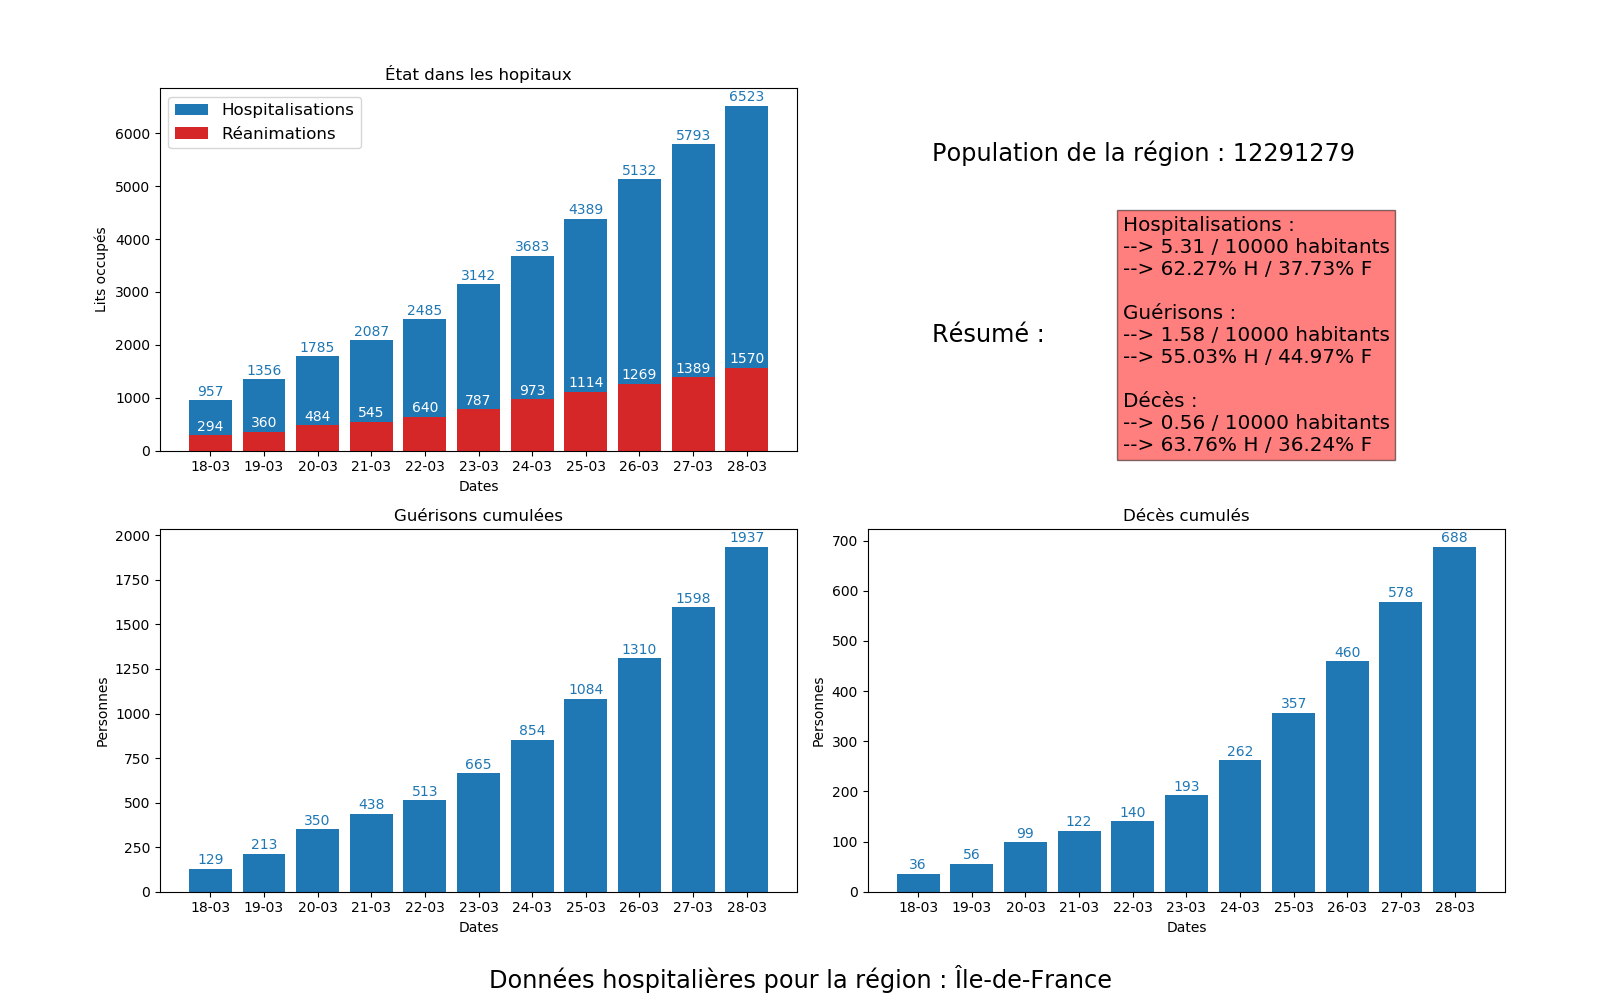 État dans les hopitaux
Hospitalisations
Réanimations
Lits occupés
6000
5000
4000
3000
2000
1000
0
957
1356
1785
2087
2485
3142
3683
4389
5132
5793
6523
294
360
484
545
640
787
973
1114
1269
1389
1570
18-03 19-03 20-03 21-03 22-03 23-03 24-03 25-03 26-03 27-03 28-03
Dates
Population de la région : 12291279
Résumé :
Hospitalisations :
--> 5.31 / 10000 habitants
--> 62.27% H / 37.73% F
Guérisons :
--> 1.58 / 10000 habitants
--> 55.03% H / 44.97% F
Décès :
--> 0.56 / 10000 habitants
--> 63.76% H / 36.24% F
Guérisons cumulées
Personnes
2000
1750
1500
1250
1000
750
500
250
0
129
213
350
438
513
665
854
1084
1310
1598
1937
18-03 19-03 20-03 21-03 22-03 23-03 24-03 25-03 26-03 27-03 28-03
Dates
Décès cumulés
Personnes
700
600
500
400
300
200
100
0
36
56
99
122
140
193
262
357
460
578
688
18-03 19-03 20-03 21-03 22-03 23-03 24-03 25-03 26-03 27-03 28-03
Dates
Données hospitalières pour la région : Île-de-France